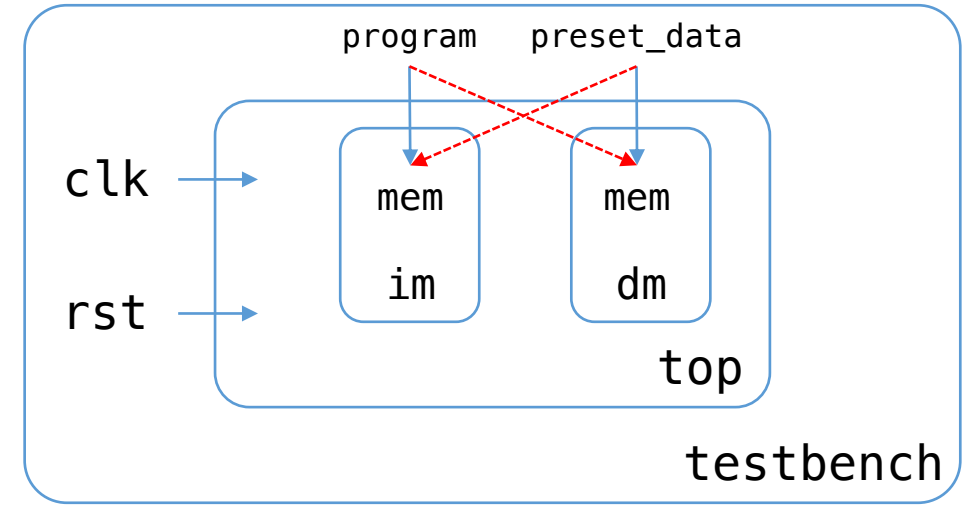 program preset_data
clk
mem mem
im dm
rst
top
testbench